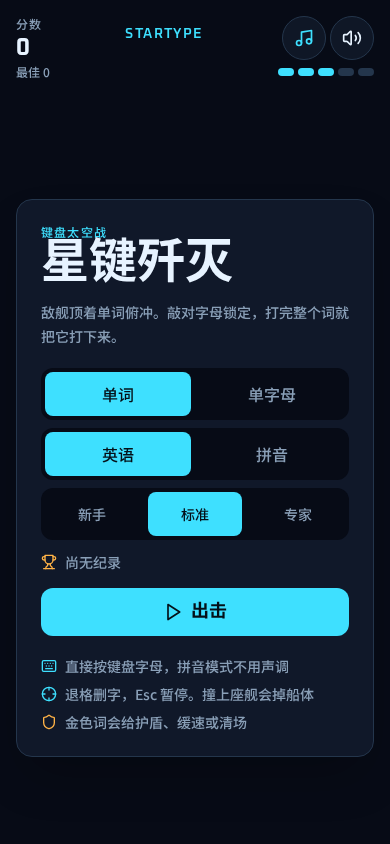 分数
0
最佳 0
STARTYPE
键盘太空战
星键歼灭
敌舰顶着单词俯冲。敲对字母锁定，打完整个词就
把它打下来。
单词 单字母
英语 拼音
新手 标准 专家
尚无纪录
出击
直接按键盘字母，拼音模式不用声调
退格删字，Esc 暂停。撞上座舰会掉船体
金色词会给护盾、缓速或清场